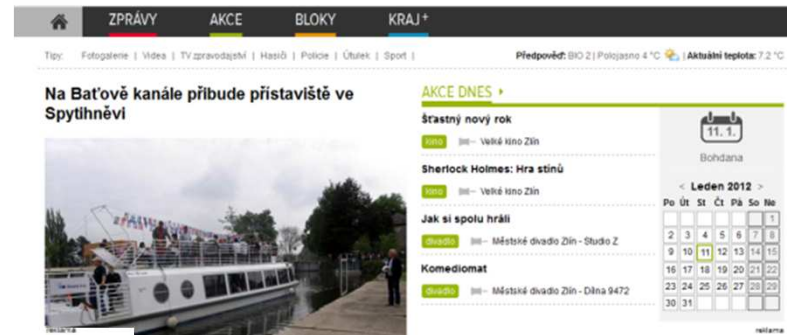 ZPRÁVY AKCE BLOKY KRAJ+
Tipy: Fotogalerie | Videa | TV zpravodajství | Hasiči | Policie | Útulek | Sport |
Předpověď: BIO 2 | Polojasno 4 °C | Aktuální teplota: 7.2 °C
Na Baťově kanále přibude přístaviště ve
Spytihněvi
reklama
AKCE DNES
Šťastný nový rok
kino Velké kino Zlín
Sherlock Holmes: Hra stínů
kino Velké kino Zlín
Jak si spolu hráli
divadlo Městské divadlo Zlín - Studio Z
Komediomat
divadlo Městské divadlo Zlín - Dílna 9472
11. 1.
Bohdana
< Leden 2012 >
Po Út St Čt Pá So Ne
1
2 3 4 5 6 7 8
9 10 11 12 13 14 15
16 17 18 19 20 21 22
23 24 25 26 27 28 29
30 31
reklama